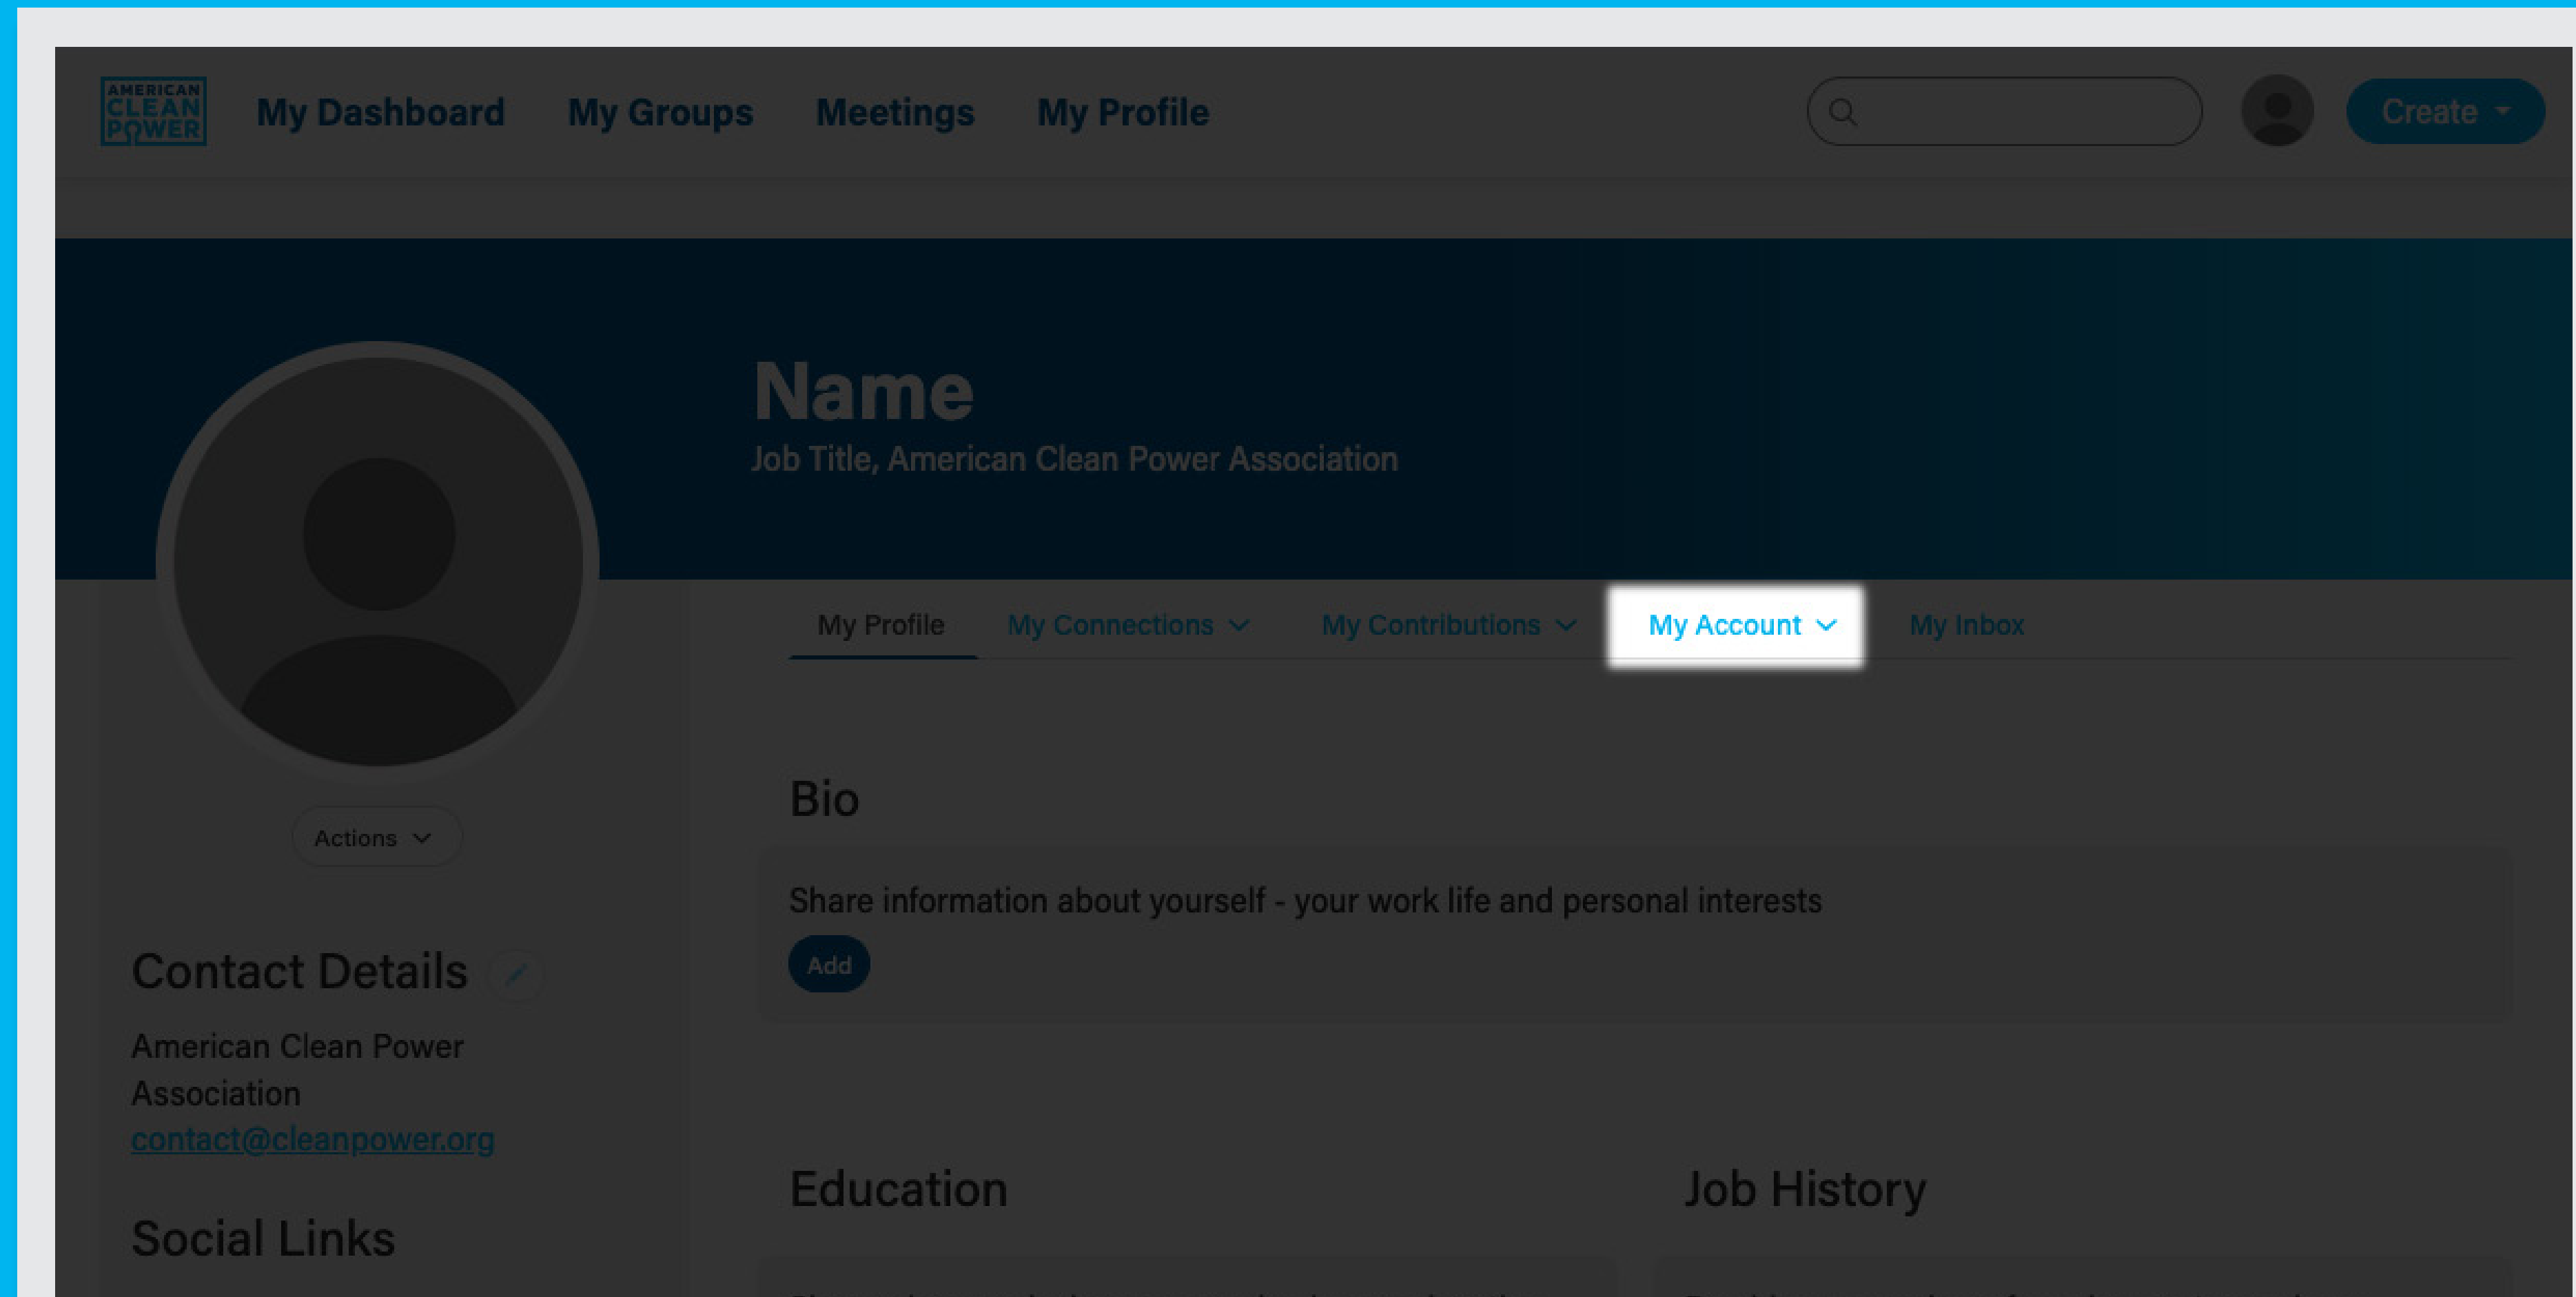 AMERICAN
CLEAN
POWER
My Dashboard My Groups Meetings My Profile
Create
Name
Job Title, American Clean Power Association
My Profile My Connections My Contributions My Account My Inbox
Actions
Bio
Share information about yourself - your work life and personal interests
Add
Contact Details
American Clean Power
Association
contact@cleanpower.org
Social Links
Education
Job History